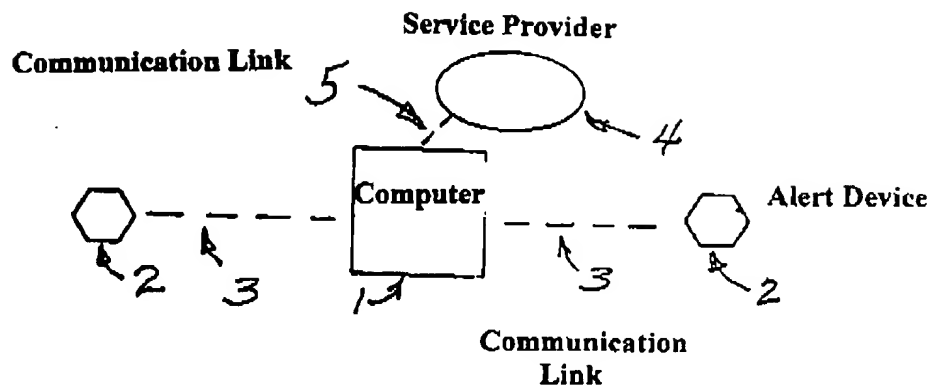 Service Provider
Communication Link
5
4
Computer
Alert Device
2
3
1
3
2
Communication
Link